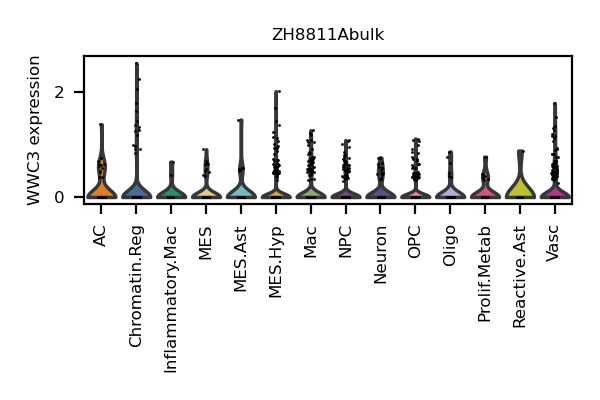 ZH8811Abulk
WWC3 expression
2
0
AC
Chromatin.Reg
Inflammatory.Mac
MES
MES.Ast
MES.Hyp
Mac
NPC
Neuron
OPC
Oligo
Prolif.Metab
Reactive.Ast
Vasc